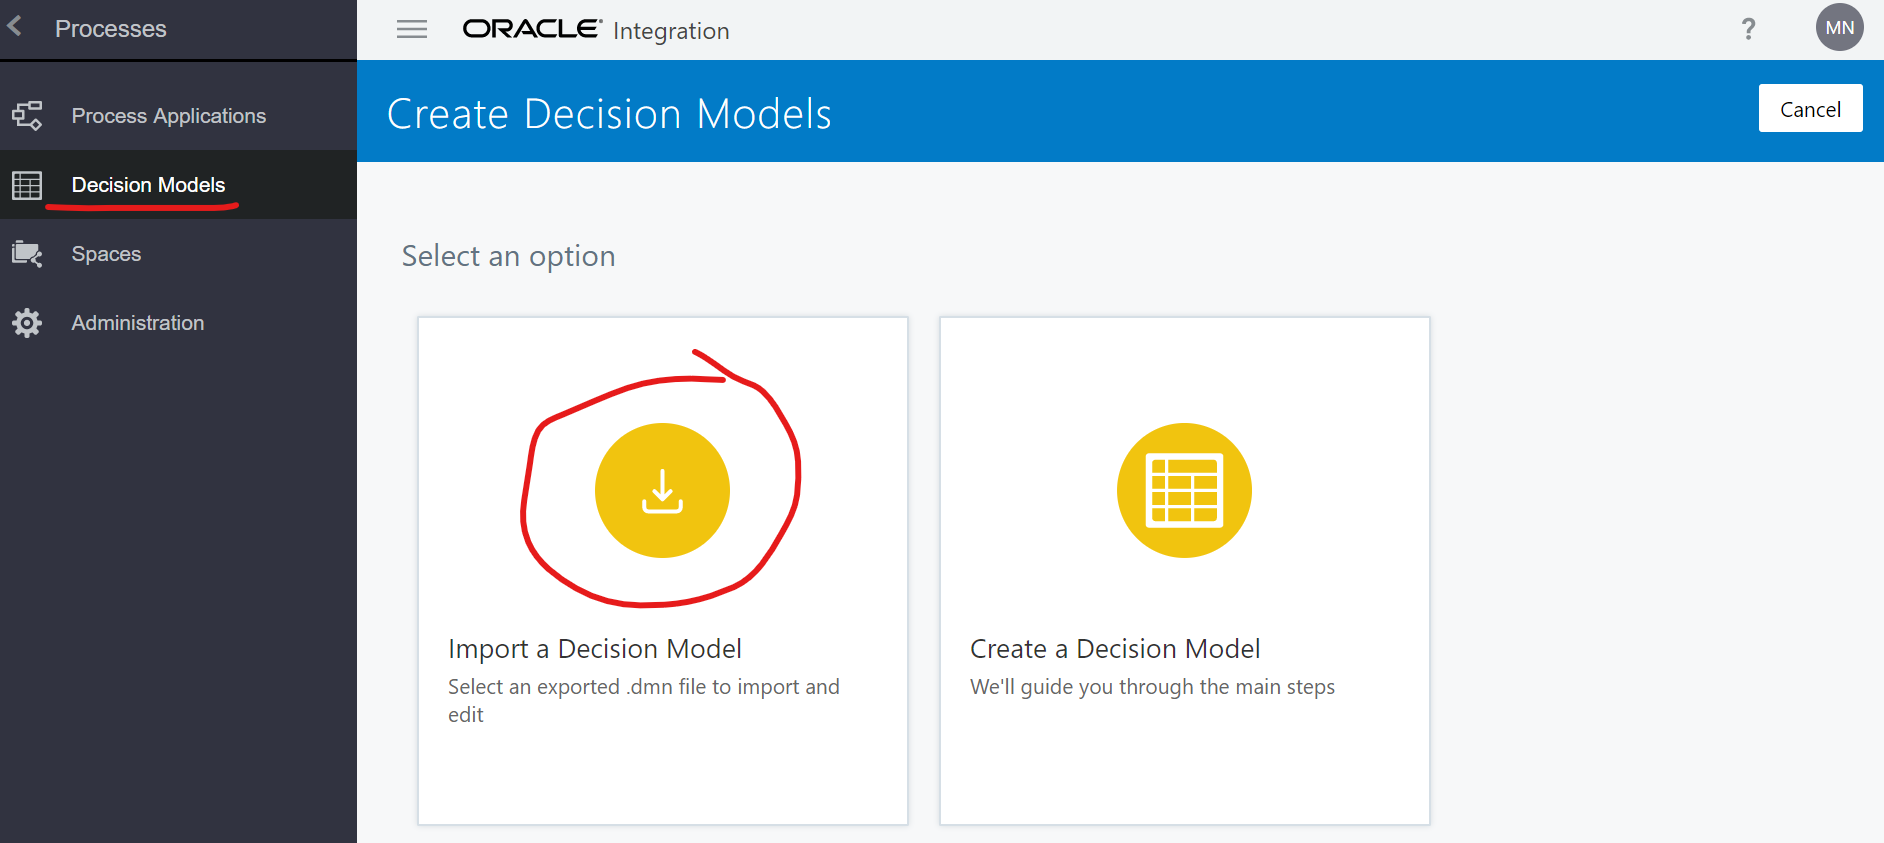 Processes
ORACLE Integration
?
MN
Process Applications
Decision Models
Spaces
Administration
Create Decision Models
Cancel
Select an option
Import a Decision Model
Select an exported .dmn file to import and
edit
Create a Decision Model
We'll guide you through the main steps